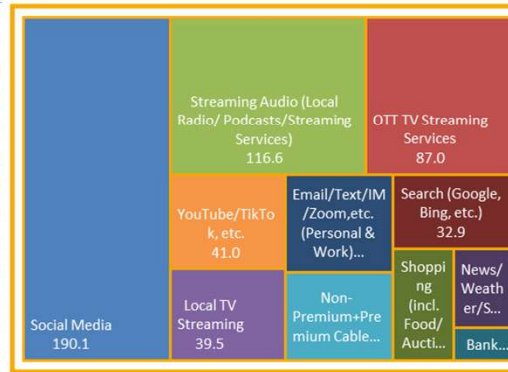 Social Media
190.1
Streaming Audio (Local
Radio/ Podcasts/Streaming
Services)
116.6
OTT TV Streaming
Services
87.0
YouTube/TikTo
k, etc.
41.0
Email/Text/IM
/Zoom,etc.
(Personal &
Work)...
Search (Google,
Bing, etc.)
32.9
Local TV
Streaming
39.5
Non-
Premium+Pre
mium Cable...
Shoppi
ng
(incl.
Food/
Aucti...
News/
Weath
er/S...
Bank...